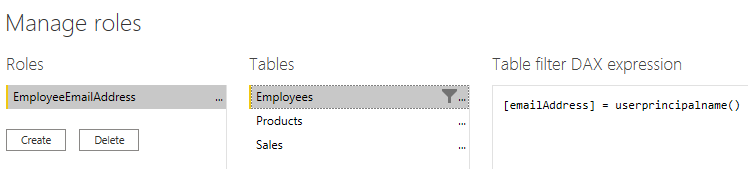 Manage roles
Roles
EmployeeEmailAddress ...
Create Delete
Tables
Employees ...
Products ...
Sales ...
Table filter DAX expression
[emailAddress] = userprincipalname()